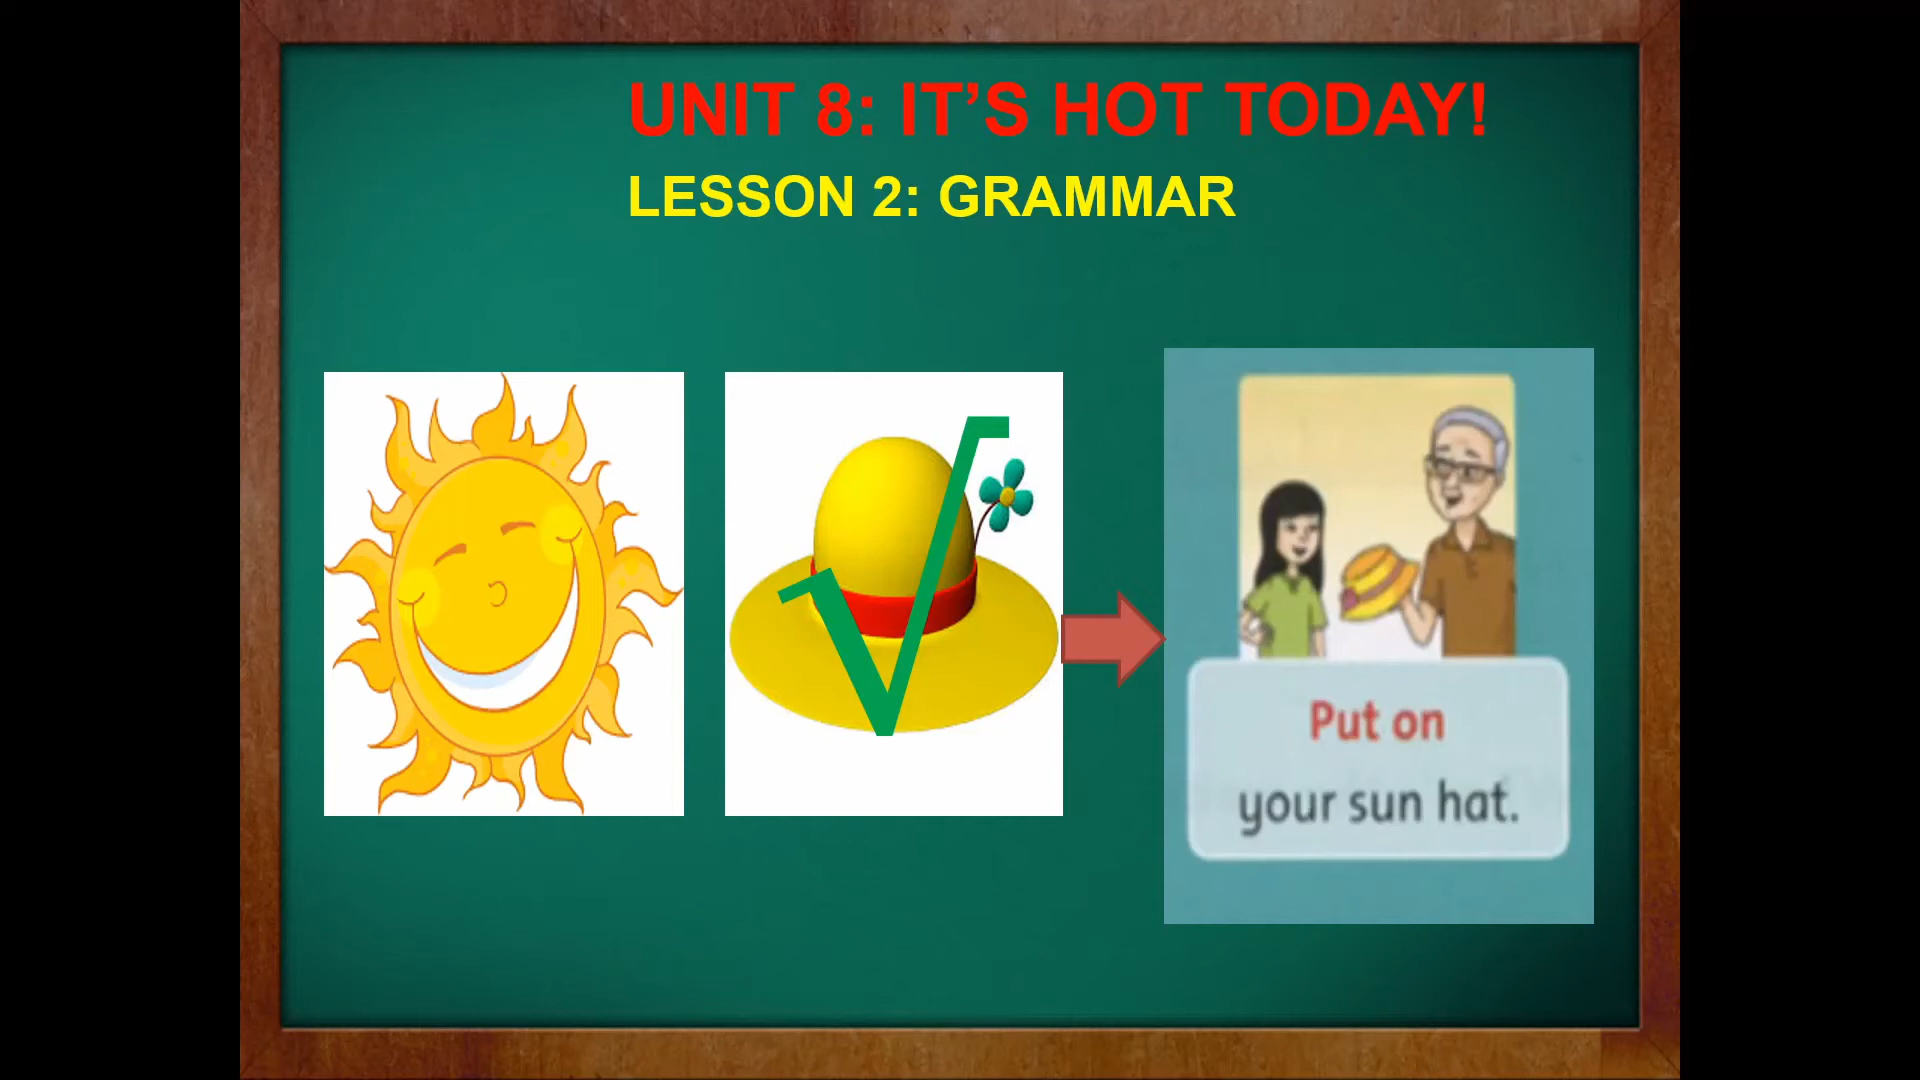 UNIT 8: IT’S HOT TODAY!
LESSON 2: GRAMMAR
Put on
your sun hat.